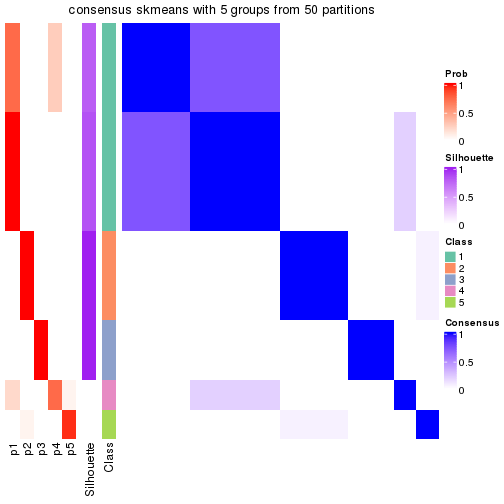 consensus skmeans with 5 groups from 50 partitions
Prob
1
0.5
0
Silhouette
1
0.5
0
Class
1
2
3
4
5
Consensus
1
0.5
0
p1
p2
p3
p4
p5
Silhouette
Class